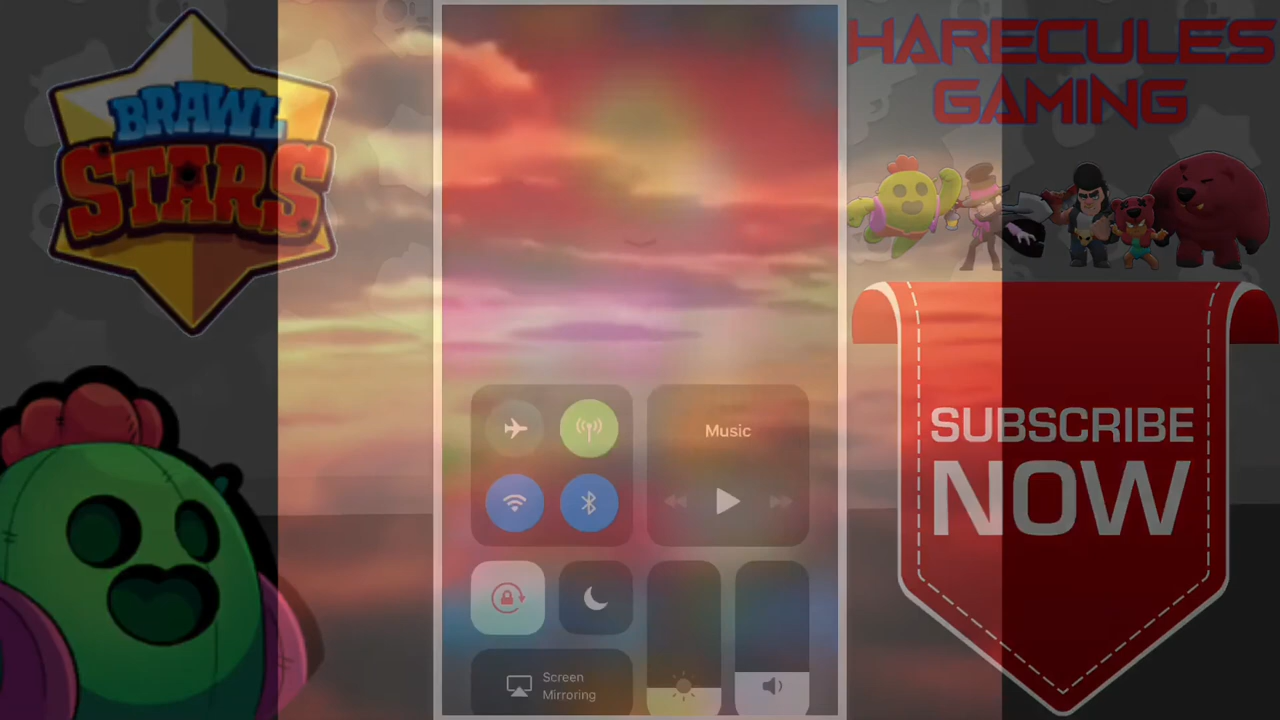 BRAWL
STARS
HARECULES
GAMING
Music
Screen
Mirroring
SUBSCRIBE
NOW